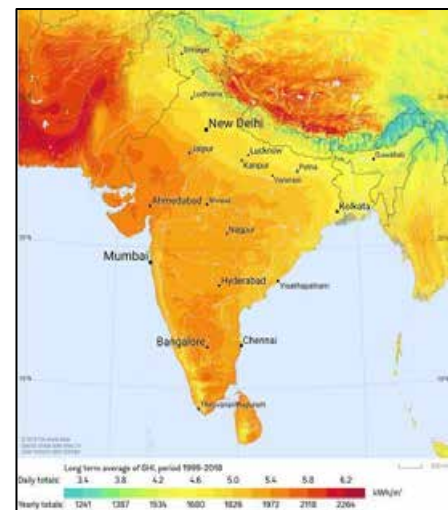 Srinagar
Ludhiana
New Delhi
Jaipur
Lucknow
Kanpur
Patna
Varanasi
Guwahati
Ahmedabad
Bhopal
Kolkata
Nagpur
Mumbai
Hyderabad
Visakhapatnam
Bangalore
Chennai
Thiruvananthapuram
Long term average of GHI, period 1999-2018
Daily totals: 3.4 3.8 4.2 4.6 5.0 5.4 5.8 6.2
kWh/m²
Yearly totals: 1241 1387 1534 1680 1826 1972 2118 2264